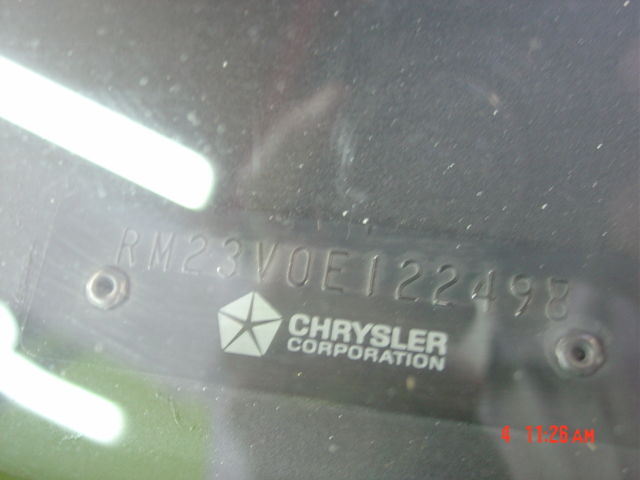 RM23V0E122498
CHRYSLER
CORPORATION
4 11:26 AM